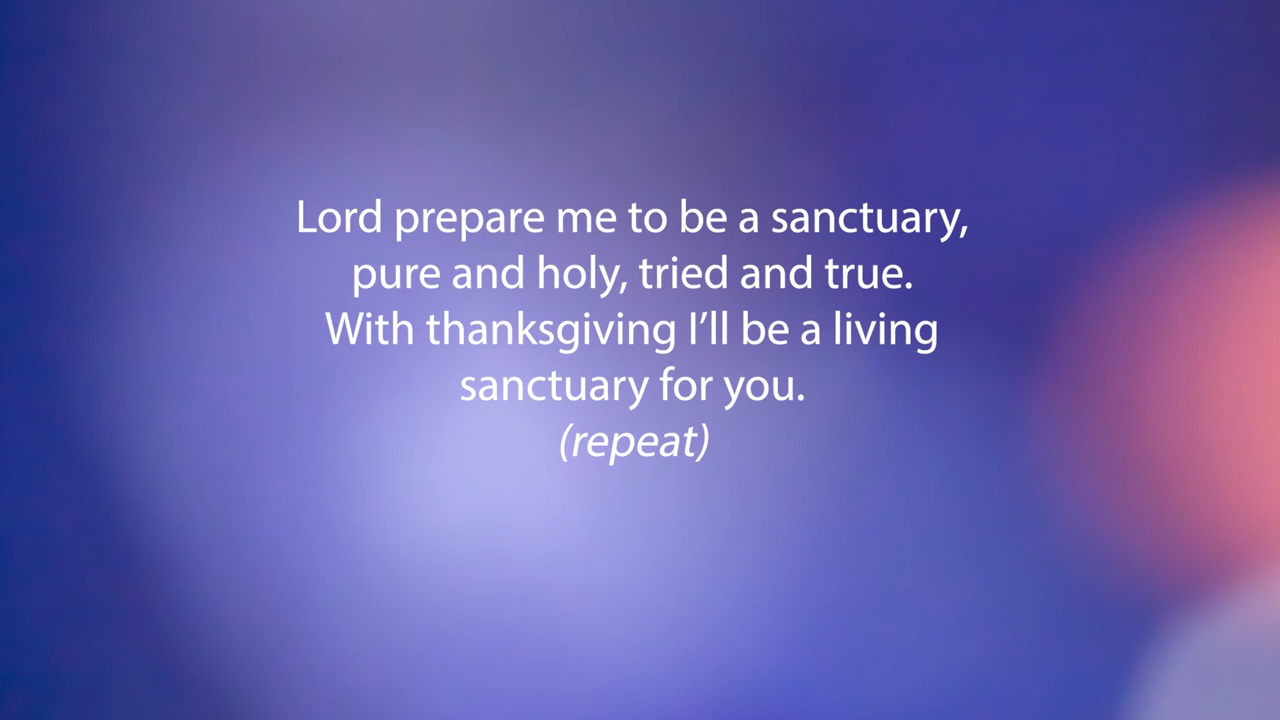 Lord prepare me to be a sanctuary,
pure and holy, tried and true.
With thanksgiving I’ll be a living
sanctuary for you.
(repeat)